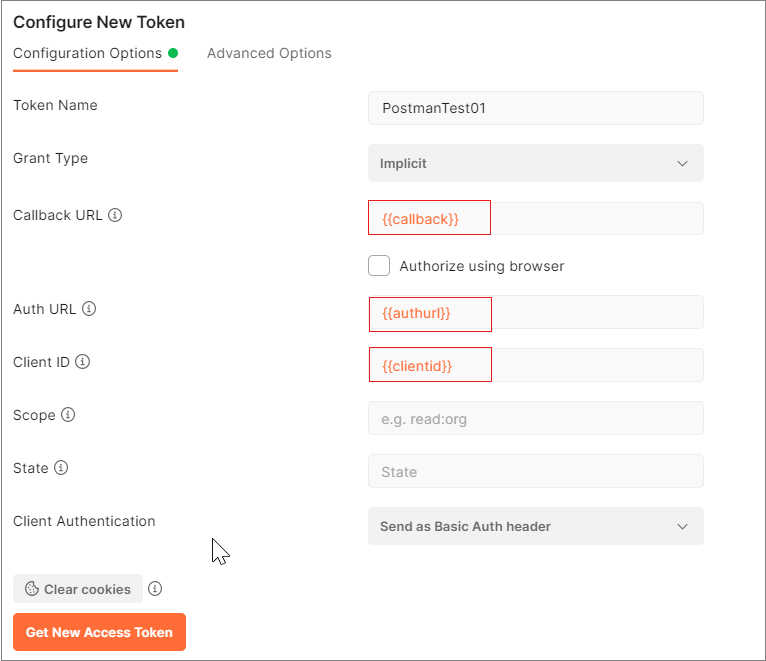 Configure New Token
Configuration Options Advanced Options
Token Name PostmanTest01
Grant Type Implicit
Callback URL {{callback}}
Authorize using browser
Auth URL {{authurl}}
Client ID {{clientid}}
Scope e.g. read:org
State State
Client Authentication Send as Basic Auth header
Clear cookies
Get New Access Token